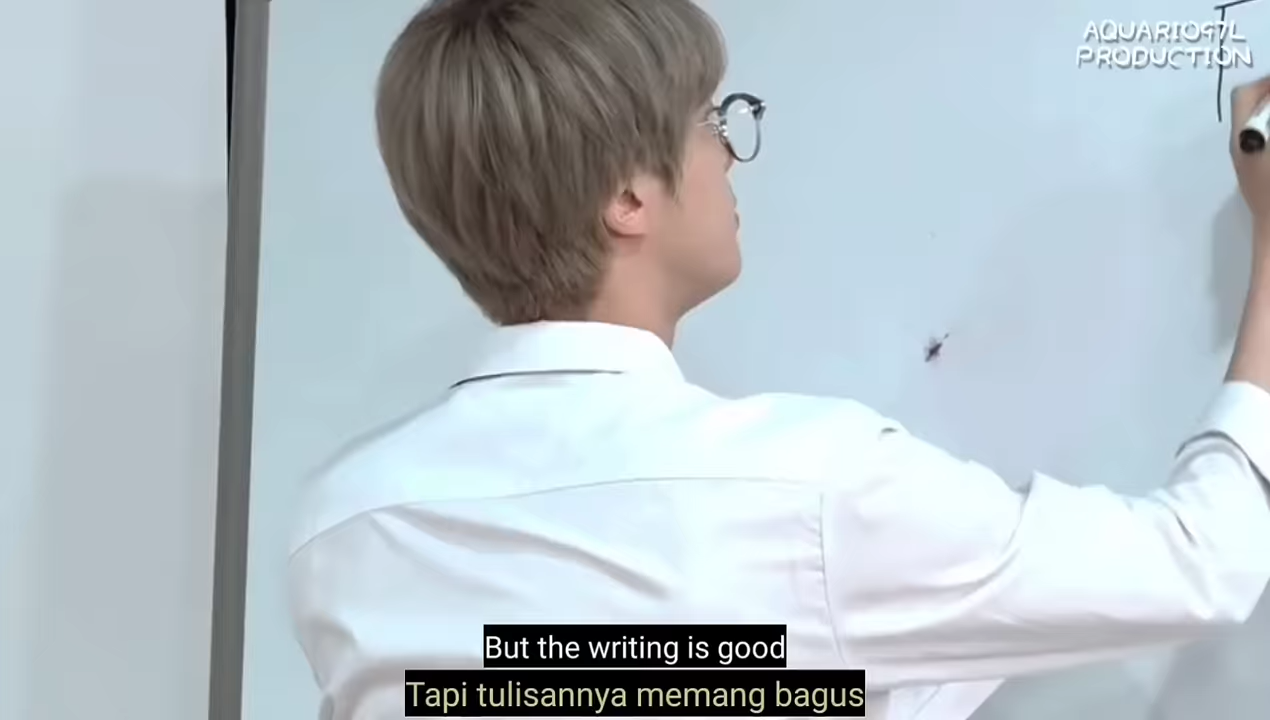 AQUARIO97L
PRODUCTION
But the writing is good
Tapi tulisannya memang bagus